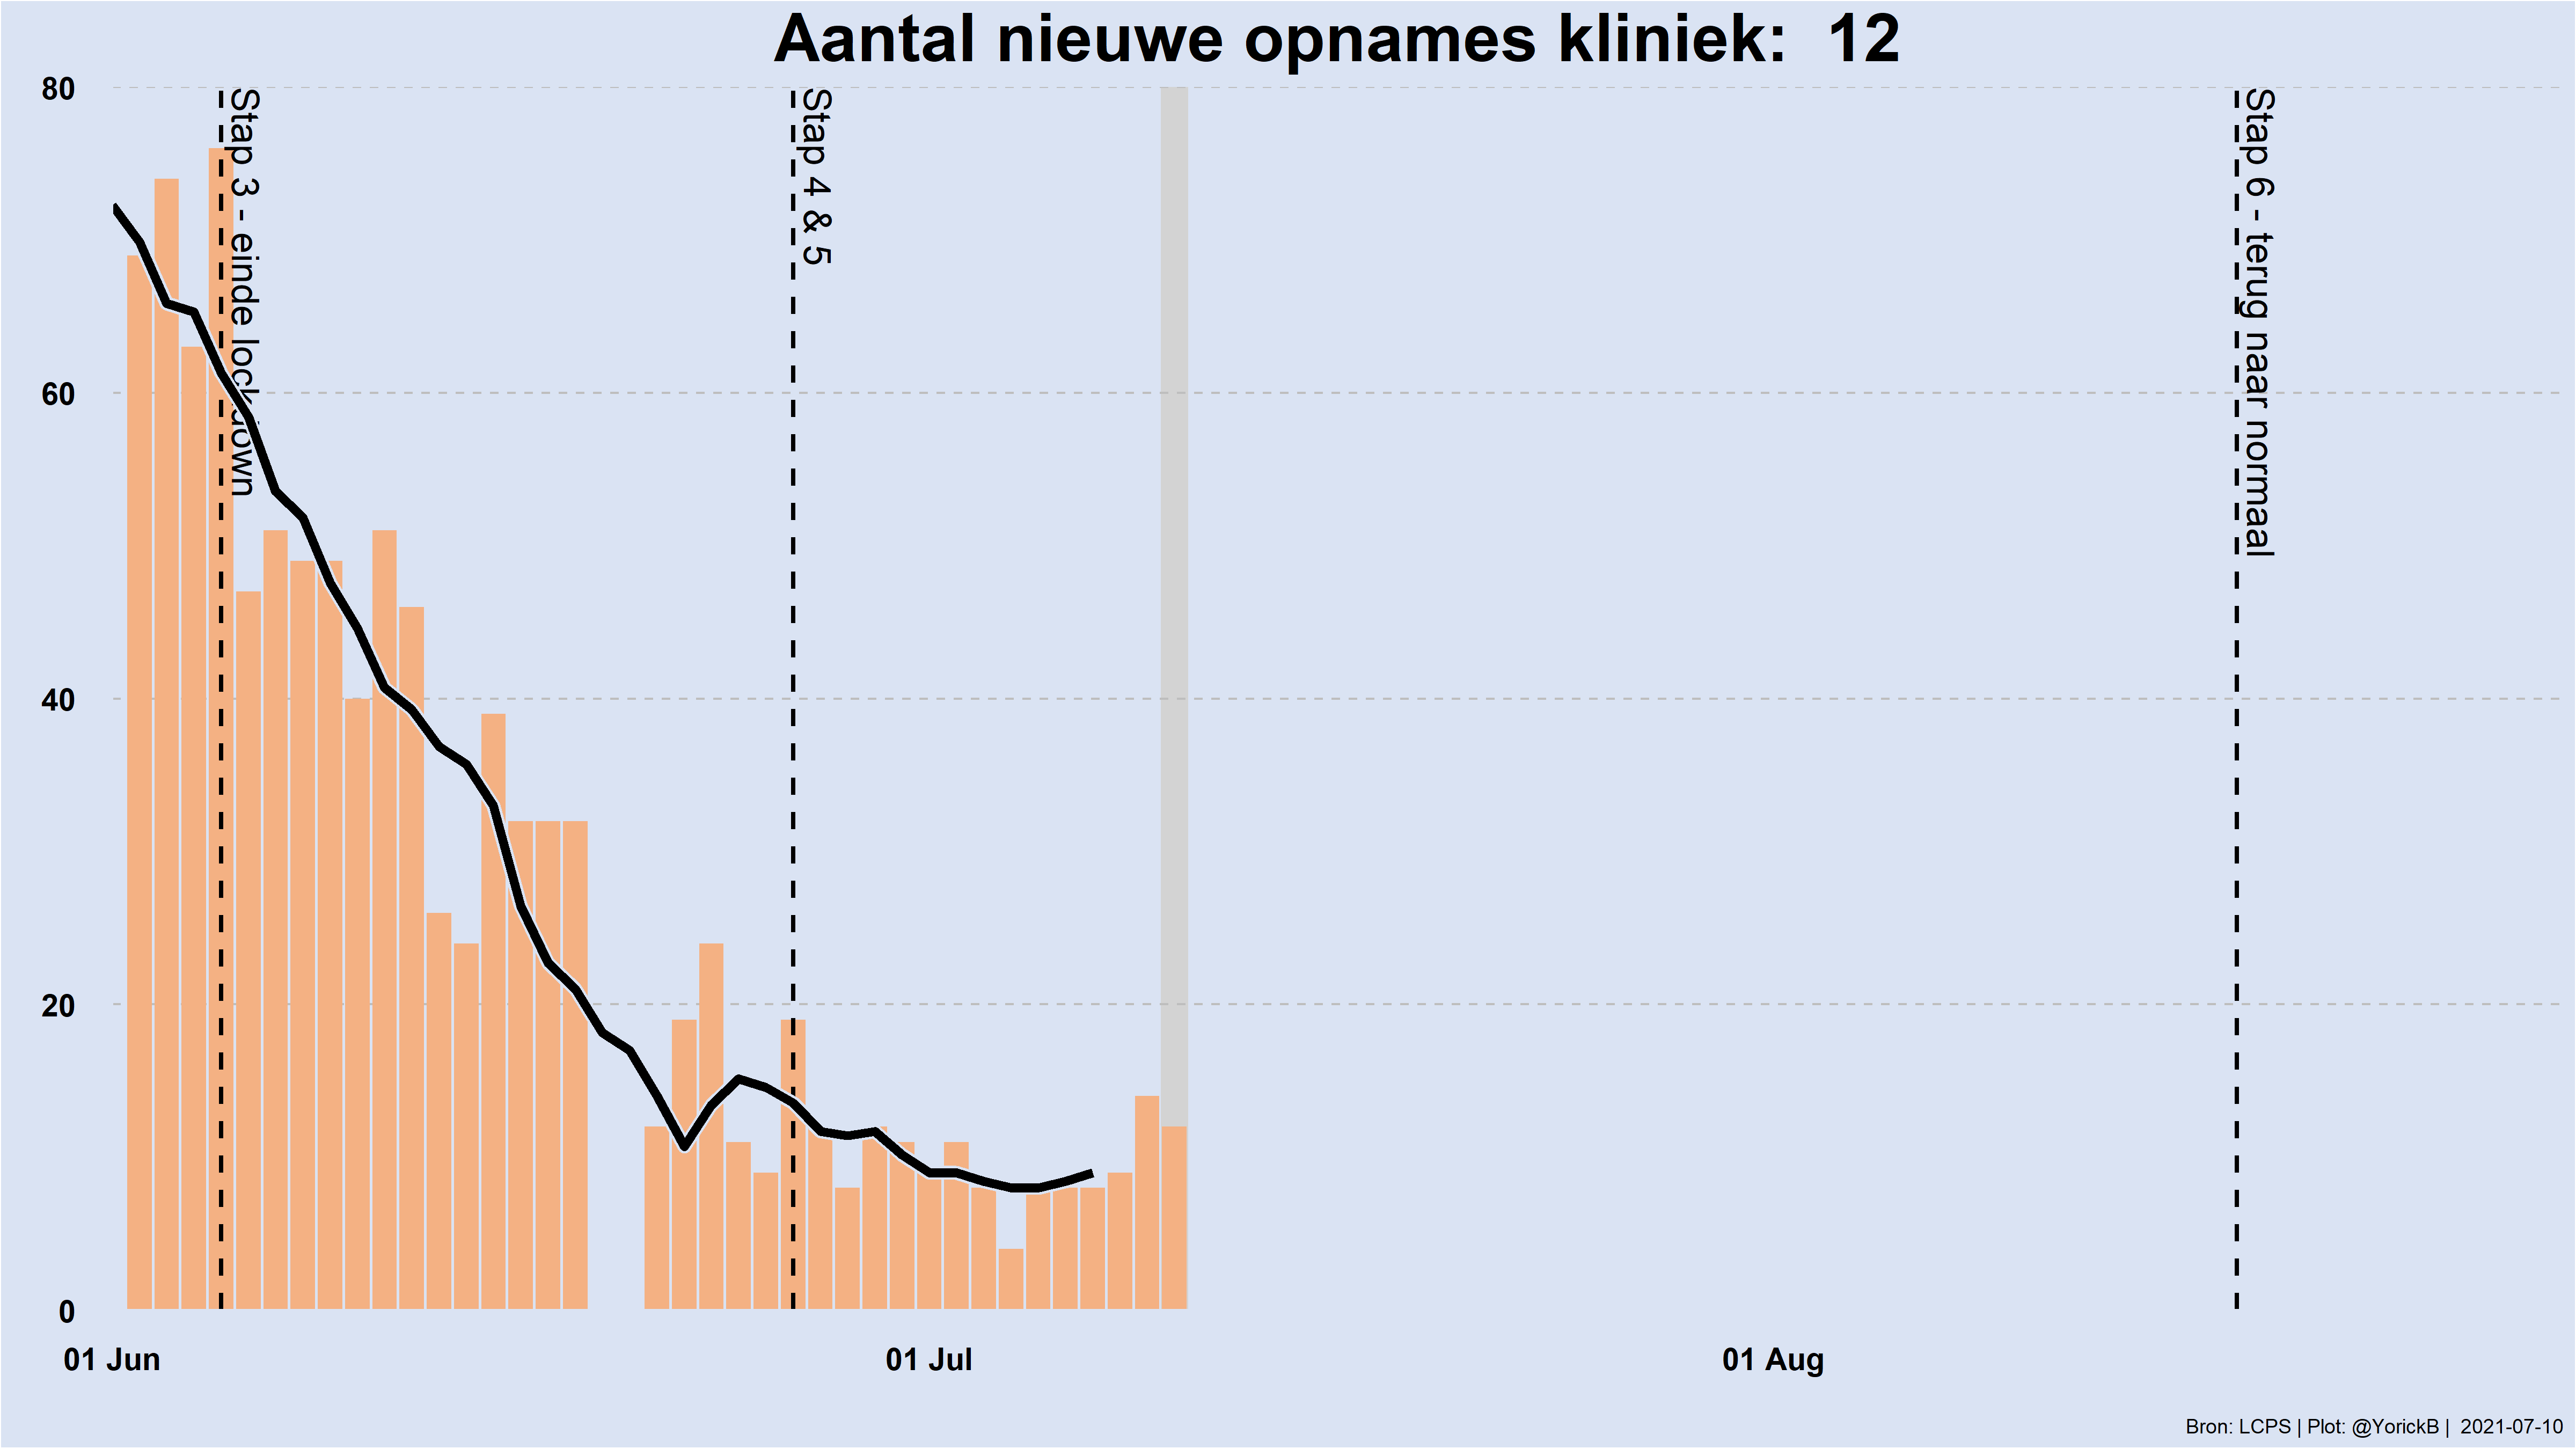 Aantal nieuwe opnames kliniek:  12
80
60
40
20
0
Stap 3 - einde lockdown
Stap 4 & 5
Stap 6 - terug naar normaal
01 Jun
01 Jul
01 Aug
Bron: LCPS | Plot: @YorickB |  2021-07-10